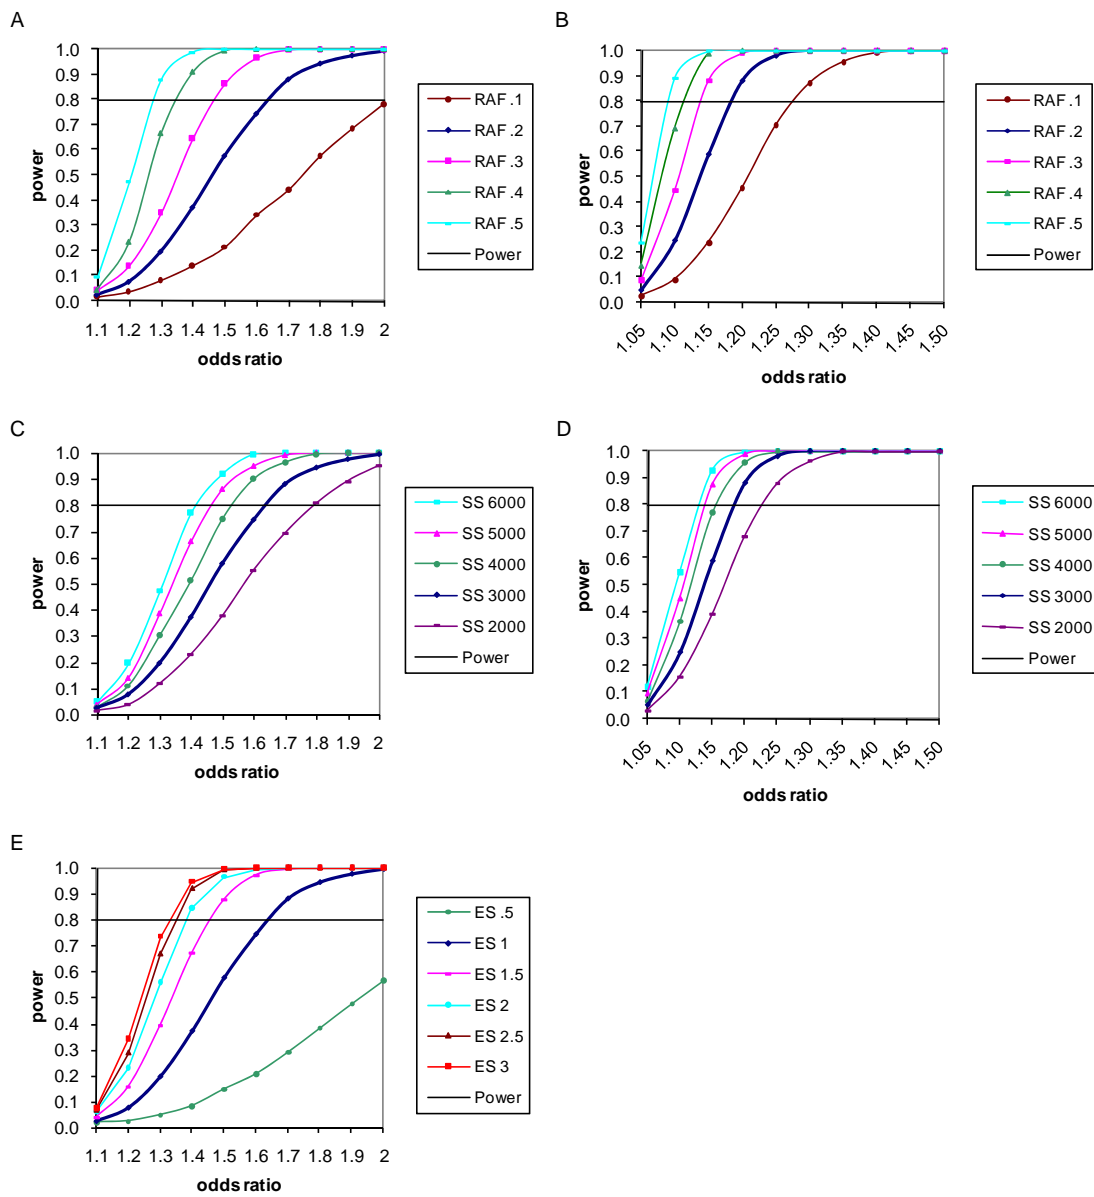 A
1.0
0.9
0.8
0.7
0.6
0.5
0.4
0.3
0.2
0.1
0.0
power
1.1 1.2 1.3 1.4 1.5 1.6 1.7 1.8 1.9 2
odds ratio
RAF .1
RAF .2
RAF .3
RAF .4
RAF .5
Power
B
1.0
0.9
0.8
0.7
0.6
0.5
0.4
0.3
0.2
0.1
0.0
power
1.05 1.10 1.15 1.20 1.25 1.30 1.35 1.40 1.45 1.50
odds ratio
RAF .1
RAF .2
RAF .3
RAF .4
RAF .5
Power
C
1.0
0.9
0.8
0.7
0.6
0.5
0.4
0.3
0.2
0.1
0.0
power
1.1 1.2 1.3 1.4 1.5 1.6 1.7 1.8 1.9 2
odds ratio
SS 6000
SS 5000
SS 4000
SS 3000
SS 2000
Power
D
1.0
0.9
0.8
0.7
0.6
0.5
0.4
0.3
0.2
0.1
0.0
power
1.05 1.10 1.15 1.20 1.25 1.30 1.35 1.40 1.45 1.50
odds ratio
SS 6000
SS 5000
SS 4000
SS 3000
SS 2000
Power
E
1.0
0.9
0.8
0.7
0.6
0.5
0.4
0.3
0.2
0.1
0.0
power
1.1 1.2 1.3 1.4 1.5 1.6 1.7 1.8 1.9 2
odds ratio
ES .5
ES 1
ES 1.5
ES 2
ES 2.5
ES 3
Power